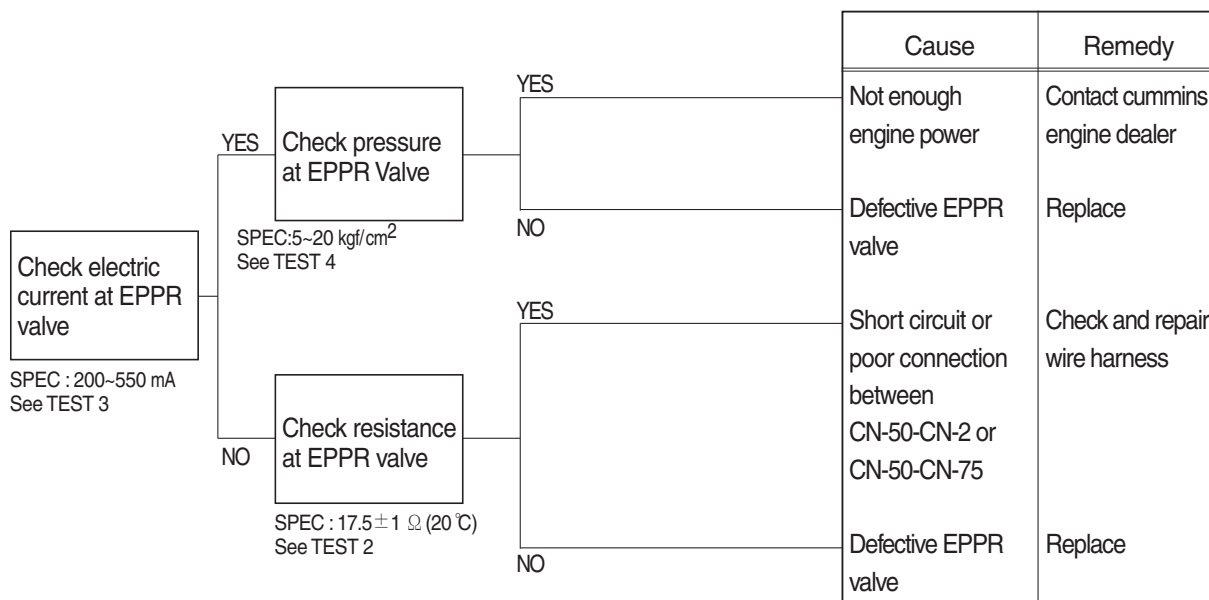 Cause
Remedy
YES
Not enough
engine power
Contact cummins
engine dealer
YES
Check pressure
at EPPR Valve
NO
Defective EPPR
valve
Replace
SPEC:5~20 kgf/cm²
See TEST 4
Check electric
current at EPPR
valve
SPEC : 200~550 mA
See TEST 3
YES
Short circuit or
poor connection
between
CN-50-CN-2 or
CN-50-CN-75
Check and repair
wire harness
NO
Check resistance
at EPPR valve
SPEC : 17.5±1 Ω (20 ℃)
See TEST 2
NO
Defective EPPR
valve
Replace